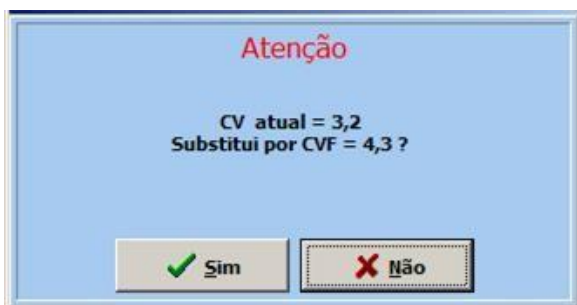 Atenção
CV atual = 3,2
Substitui por CVF = 4,3 ?
Sim
Não